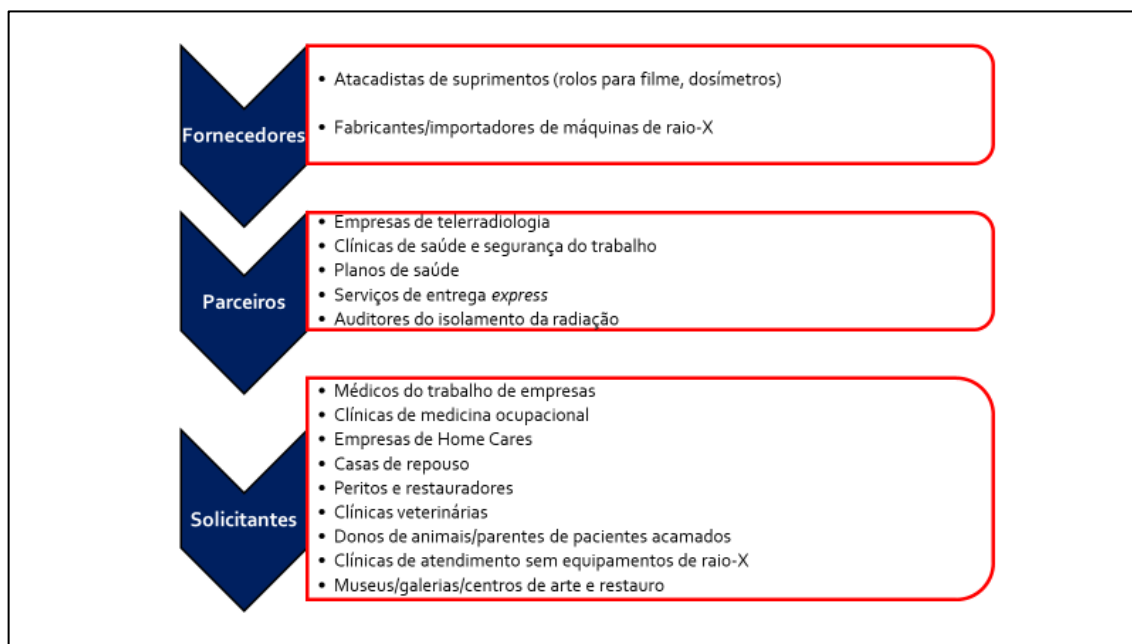 Fornecedores
• Atacadistas de suprimentos (rolos para filme, dosímetros)
• Fabricantes/importadores de máquinas de raio-X
Parceiros
• Empresas de telerradiologia
• Clínicas de saúde e segurança do trabalho
• Planos de saúde
• Serviços de entrega express
• Auditores do isolamento da radiação
Solicitantes
• Médicos do trabalho de empresas
• Clínicas de medicina ocupacional
• Empresas de Home Cares
• Casas de repouso
• Peritos e restauradores
• Clínicas veterinárias
• Donos de animais/parentes de pacientes acamados
• Clínicas de atendimento sem equipamentos de raio-X
• Museus/galerias/centros de arte e restauro